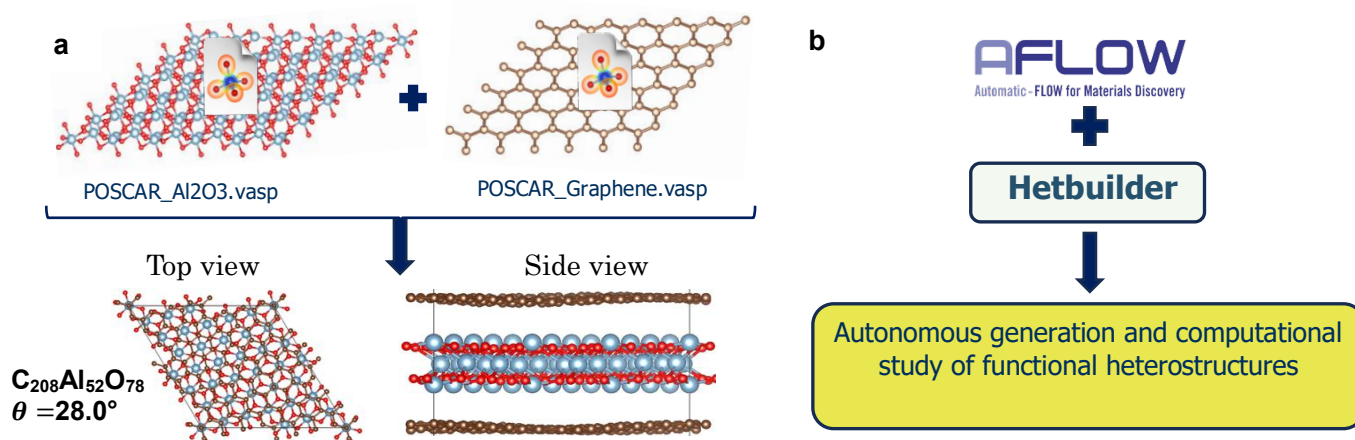 a
POSCAR_Al2O3.vasp
POSCAR_Graphene.vasp
Top view
Side view
C₂₀₈Al₅₂O₇₈
θ =28.0°
b
AFLOW
Automatic-FLOW for Materials Discovery
Hetbuilder
Autonomous generation and computational
study of functional heterostructures